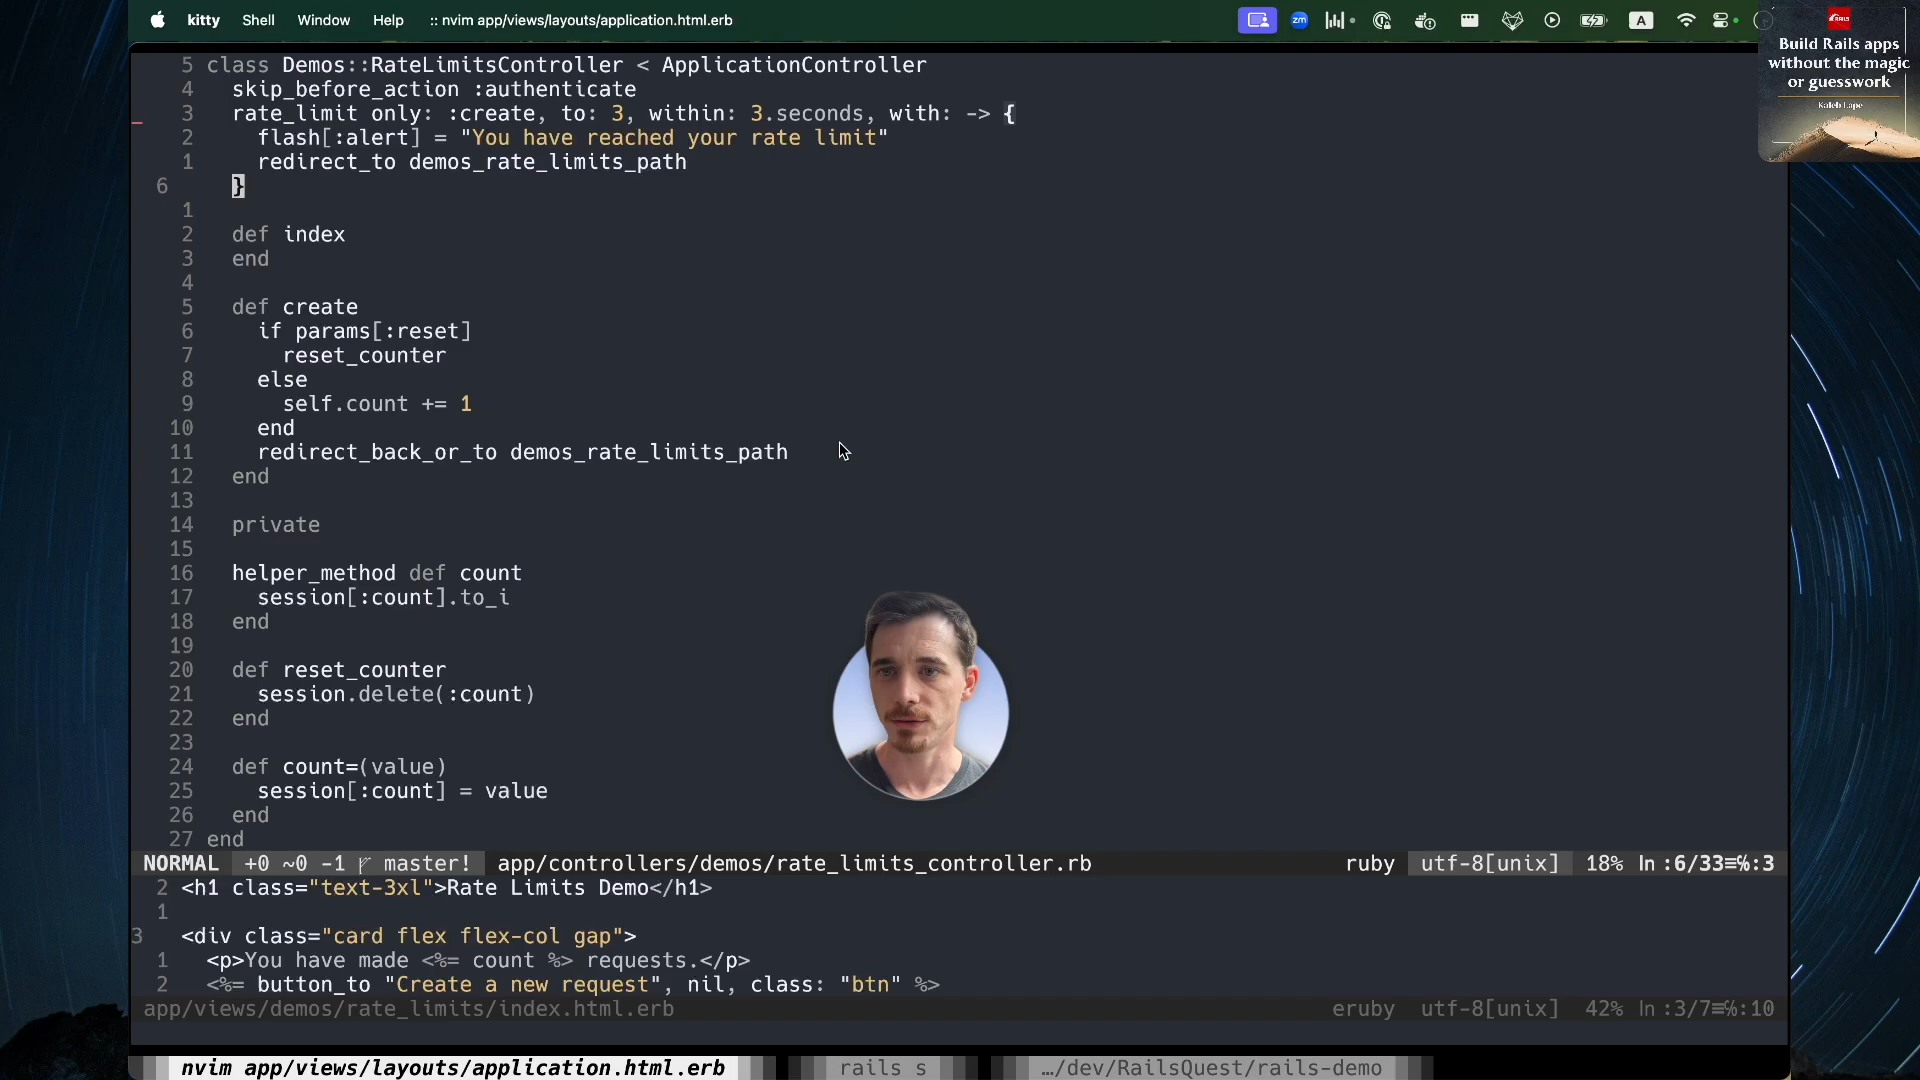 kitty Shell Window Help :: nvim app/views/layouts/application.html.erb
zm
A
RAILS
Build Rails apps
without the magic
or guesswork
Kaleb Lape
5 class Demos::RateLimitsController < ApplicationController
4 skip_before_action :authenticate
3 rate_limit only: :create, to: 3, within: 3.seconds, with: -> {
2 flash[:alert] = "You have reached your rate limit"
1 redirect_to demos_rate_limits_path
6 }
1
2 def index
3 end
4
5 def create
6 if params[:reset]
7 reset_counter
8 else
9 self.count += 1
10 end
11 redirect_back_or_to demos_rate_limits_path
12 end
13
14 private
15
16 helper_method def count
17 session[:count].to_i
18 end
19
20 def reset_counter
21 session.delete(:count)
22 end
23
24 def count=(value)
25 session[:count] = value
26 end
27 end
NORMAL +0 ~0 -1 master! app/controllers/demos/rate_limits_controller.rb ruby utf-8[unix] 18% ln :6/33≡℅:3
2 <h1 class="text-3xl">Rate Limits Demo</h1>
1
3 <div class="card flex flex-col gap">
1 <p>You have made <%= count %> requests.</p>
2 <%= button_to "Create a new request", nil, class: "btn" %>
app/views/demos/rate_limits/index.html.erb eruby utf-8[unix] 42% ln :3/7≡℅:10
nvim app/views/layouts/application.html.erb rails s …/dev/RailsQuest/rails-demo